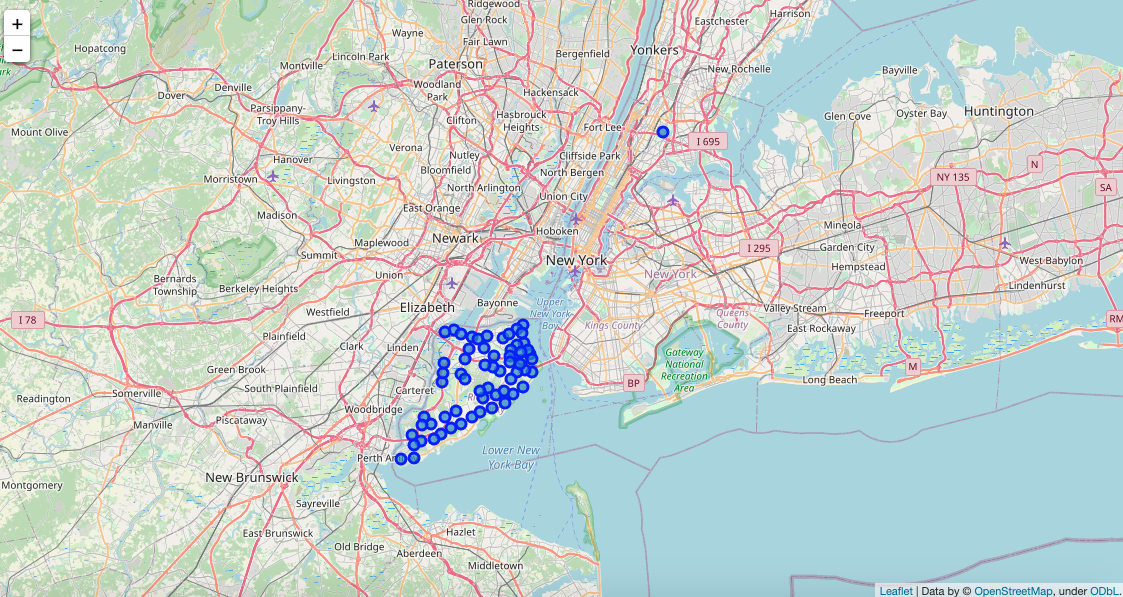 +
−
Ridgewood
Harrison
Glen Rock
Eastchester
Wayne
Fair Lawn
Hopatcong
Bergenfield
Yonkers
Lincoln Park
Montville
Paterson
New Rochelle
Bayville
Denville
Woodland
Park
Hackensack
Dover
Parsippany-
Troy Hills
Hasbrouck
Heights
Oyster Bay
Huntington
Glen Cove
Clifton
Fort Lee
Mount Olive
I 695
Verona
Nutley
Cliffside Park
Hanover
Bloomfield
North Bergen
N
Morristown
Livingston
North Arlington
NY 135
SA
Union City
East Orange
Madison
Hoboken
Mineola
Newark
Maplewood
I 295
Garden City
Summit
New York
West Babylon
Bernards
Township
Union
New York
Hempstead
Berkeley Heights
Lindenhurst
Elizabeth
Bayonne
Upper
New York
Bay
Valley Stream
Freeport
Westfield
Queens
County
I 78
Kings County
East Rockaway
RM
Plainfield
Clark
Linden
Gateway
National
Recreation
Area
M
Green Brook
Long Beach
BP
South Plainfield
Carteret
Somerville
Readington
Woodbridge
Piscataway
Manville
Lower New
York Bay
New Brunswick
Montgomery
Sayreville
East Brunswick
Hazlet
Old Bridge
Aberdeen
Middletown
Leaflet | Data by © OpenStreetMap, under ODbL.